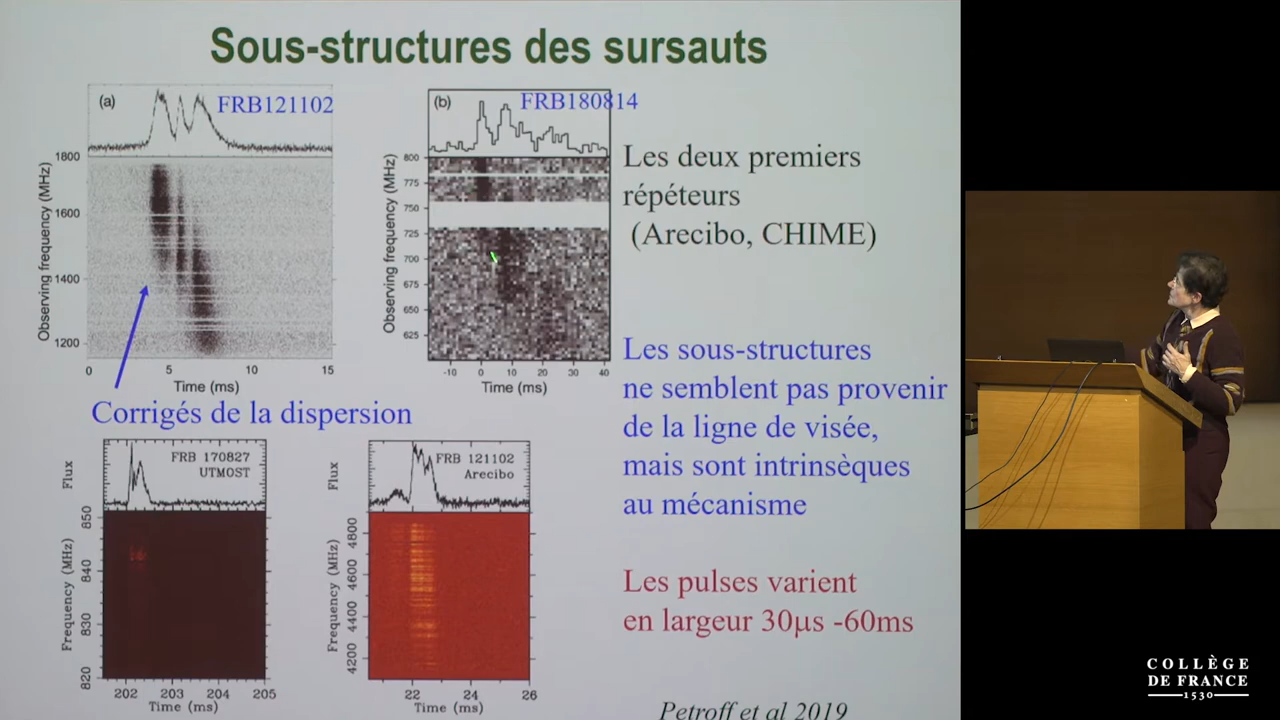 Sous-structures des sursauts
(a)
FRB121102
1800
1600
1400
1200
Observing frequency (MHz)
0 5 10 15
Time (ms)
(b)
FRB180814
800
775
750
725
700
675
650
625
Observing frequency (MHz)
-10 0 10 20 30 40
Time (ms)
Les deux premiers
répéteurs
(Arecibo, CHIME)
Corrigés de la dispersion
Les sous-structures
ne semblent pas provenir
de la ligne de visée,
mais sont intrinsèques
au mécanisme
FRB 170827
UTMOST
Flux
850
840
830
820
Frequency (MHz)
202 203 204 205
Time (ms)
FRB 121102
Arecibo
Flux
4800
4600
4400
4200
Frequency (MHz)
22 24 26
Time (ms)
Les pulses varient
en largeur 30μs -60ms
Petroff et al 2019
COLLÈGE
DE FRANCE
1530